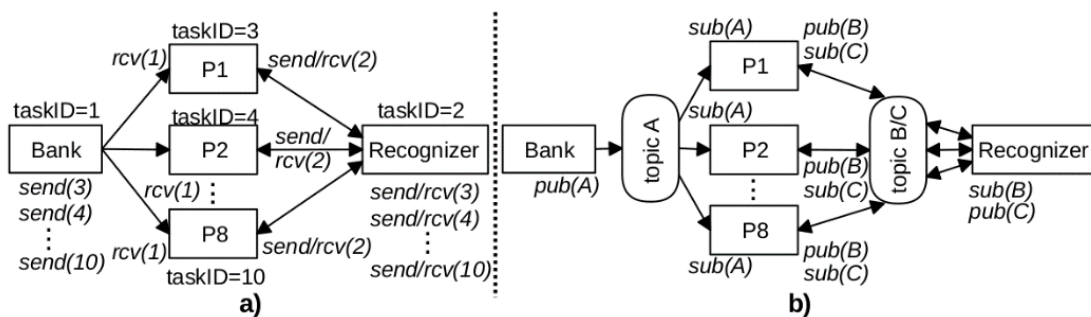 taskID=3
rcv(1)
P1
send/rcv(2)
taskID=1
taskID=4
taskID=2
Bank
P2
send/
rcv(2)
Recognizer
send(3)
send(4)
send(10)
rcv(1)
rcv(1)
P8
send/rcv(2)
taskID=10
send/rcv(3)
send/rcv(4)
send/rcv(10)
a)
sub(A)
pub(B)
sub(C)
P1
sub(A)
Bank
pub(A)
topic A
P2
pub(B)
sub(C)
topic B/C
Recognizer
sub(B)
pub(C)
P8
sub(A)
pub(B)
sub(C)
b)